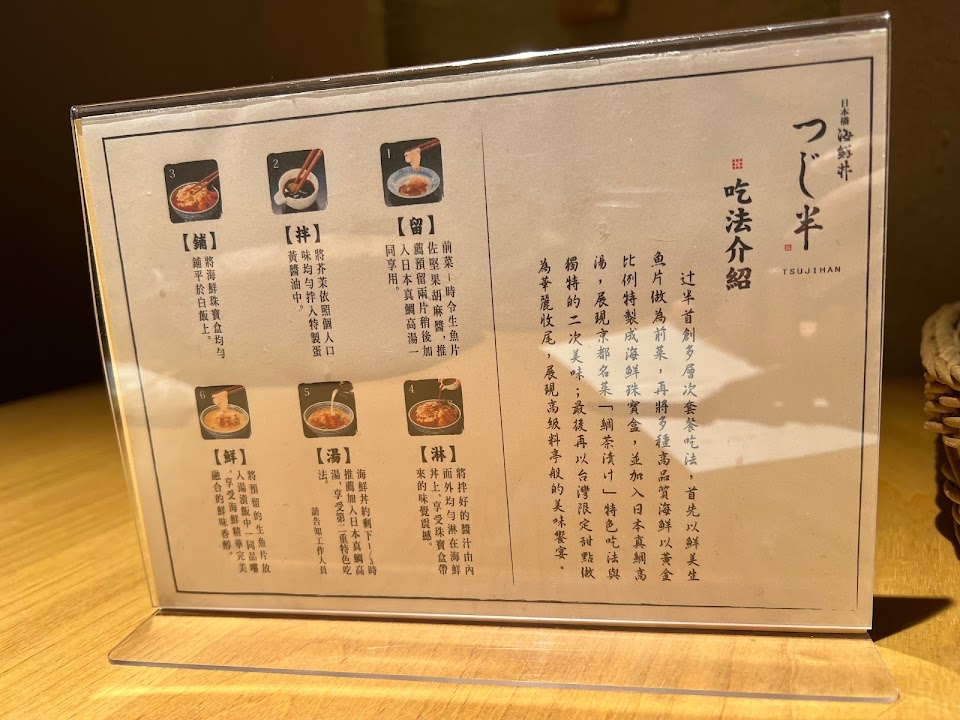 日本橋
海鮮丼
つじ半
TSUJIHAN
吃法介紹
辻半首創多層次套餐吃法，首先以鮮美生
魚片做為前菜，再將多種高品質海鮮以黃金
比例特製成海鮮珠寶盒，並加入日本真鯛高
湯，展現京都名菜「鯛茶漬け」特色吃法與
獨特的二次美味；最後再以台灣限定甜點做
為華麗收尾，展現高級料亭般的美味饗宴。
1
【留】
前菜－時令生魚片
佐堅果胡麻醬，推
薦預留兩片稍後加
入日本真鯛高湯一
同享用。
2
【拌】
將芥茉依照個人口
味均勻拌入特製蛋
黃醬油中。
3
【鋪】
將海鮮珠寶盒均勻
鋪平於白飯上。
4
【淋】
將拌好的醬汁由內
而外均勻淋在海鮮
丼上，享受珠寶盒帶
來的味覺震撼。
5
【湯】
海鮮丼約剩下1/3時
推薦加入日本真鯛高
湯，享受第二重特色吃
法。
請告知工作人員
6
【鮮】
將預留的生魚片放
入湯漬飯中一同品嚐
，享受海鮮精華完美
融合的鮮味香醇。